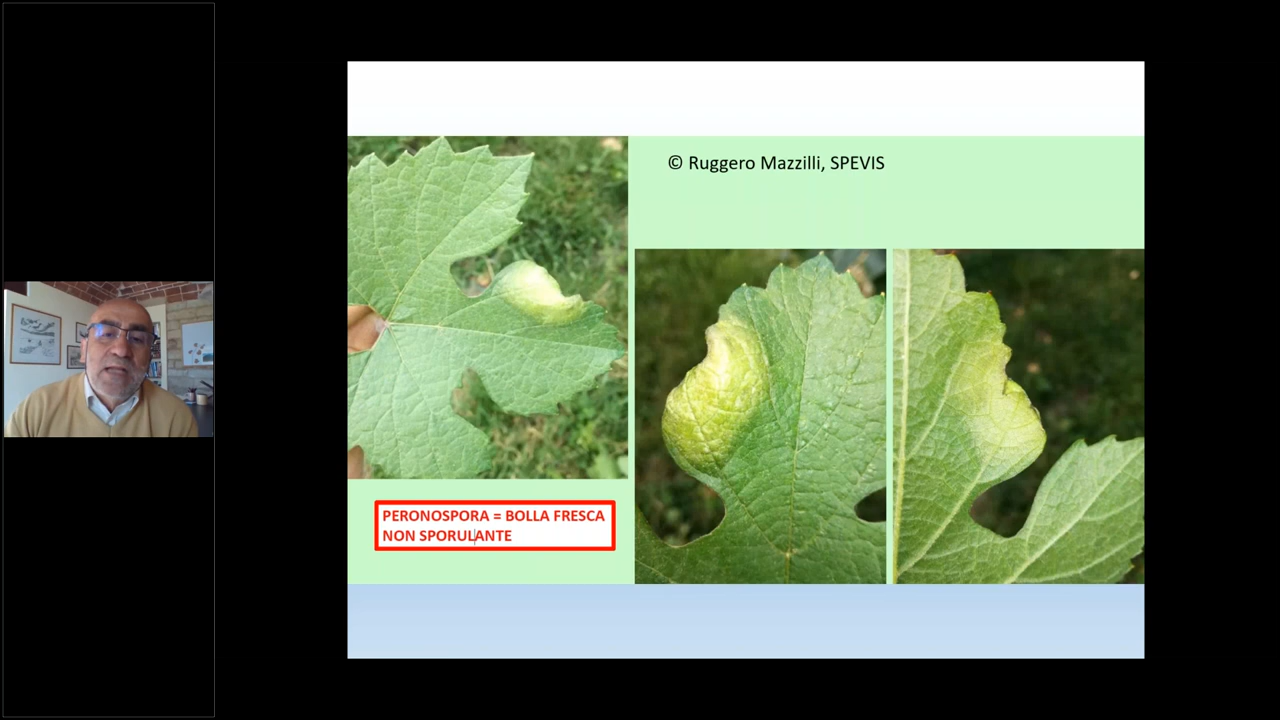 © Ruggero Mazzilli, SPEVIS
PERONOSPORA = BOLLA FRESCA
NON SPORULANTE